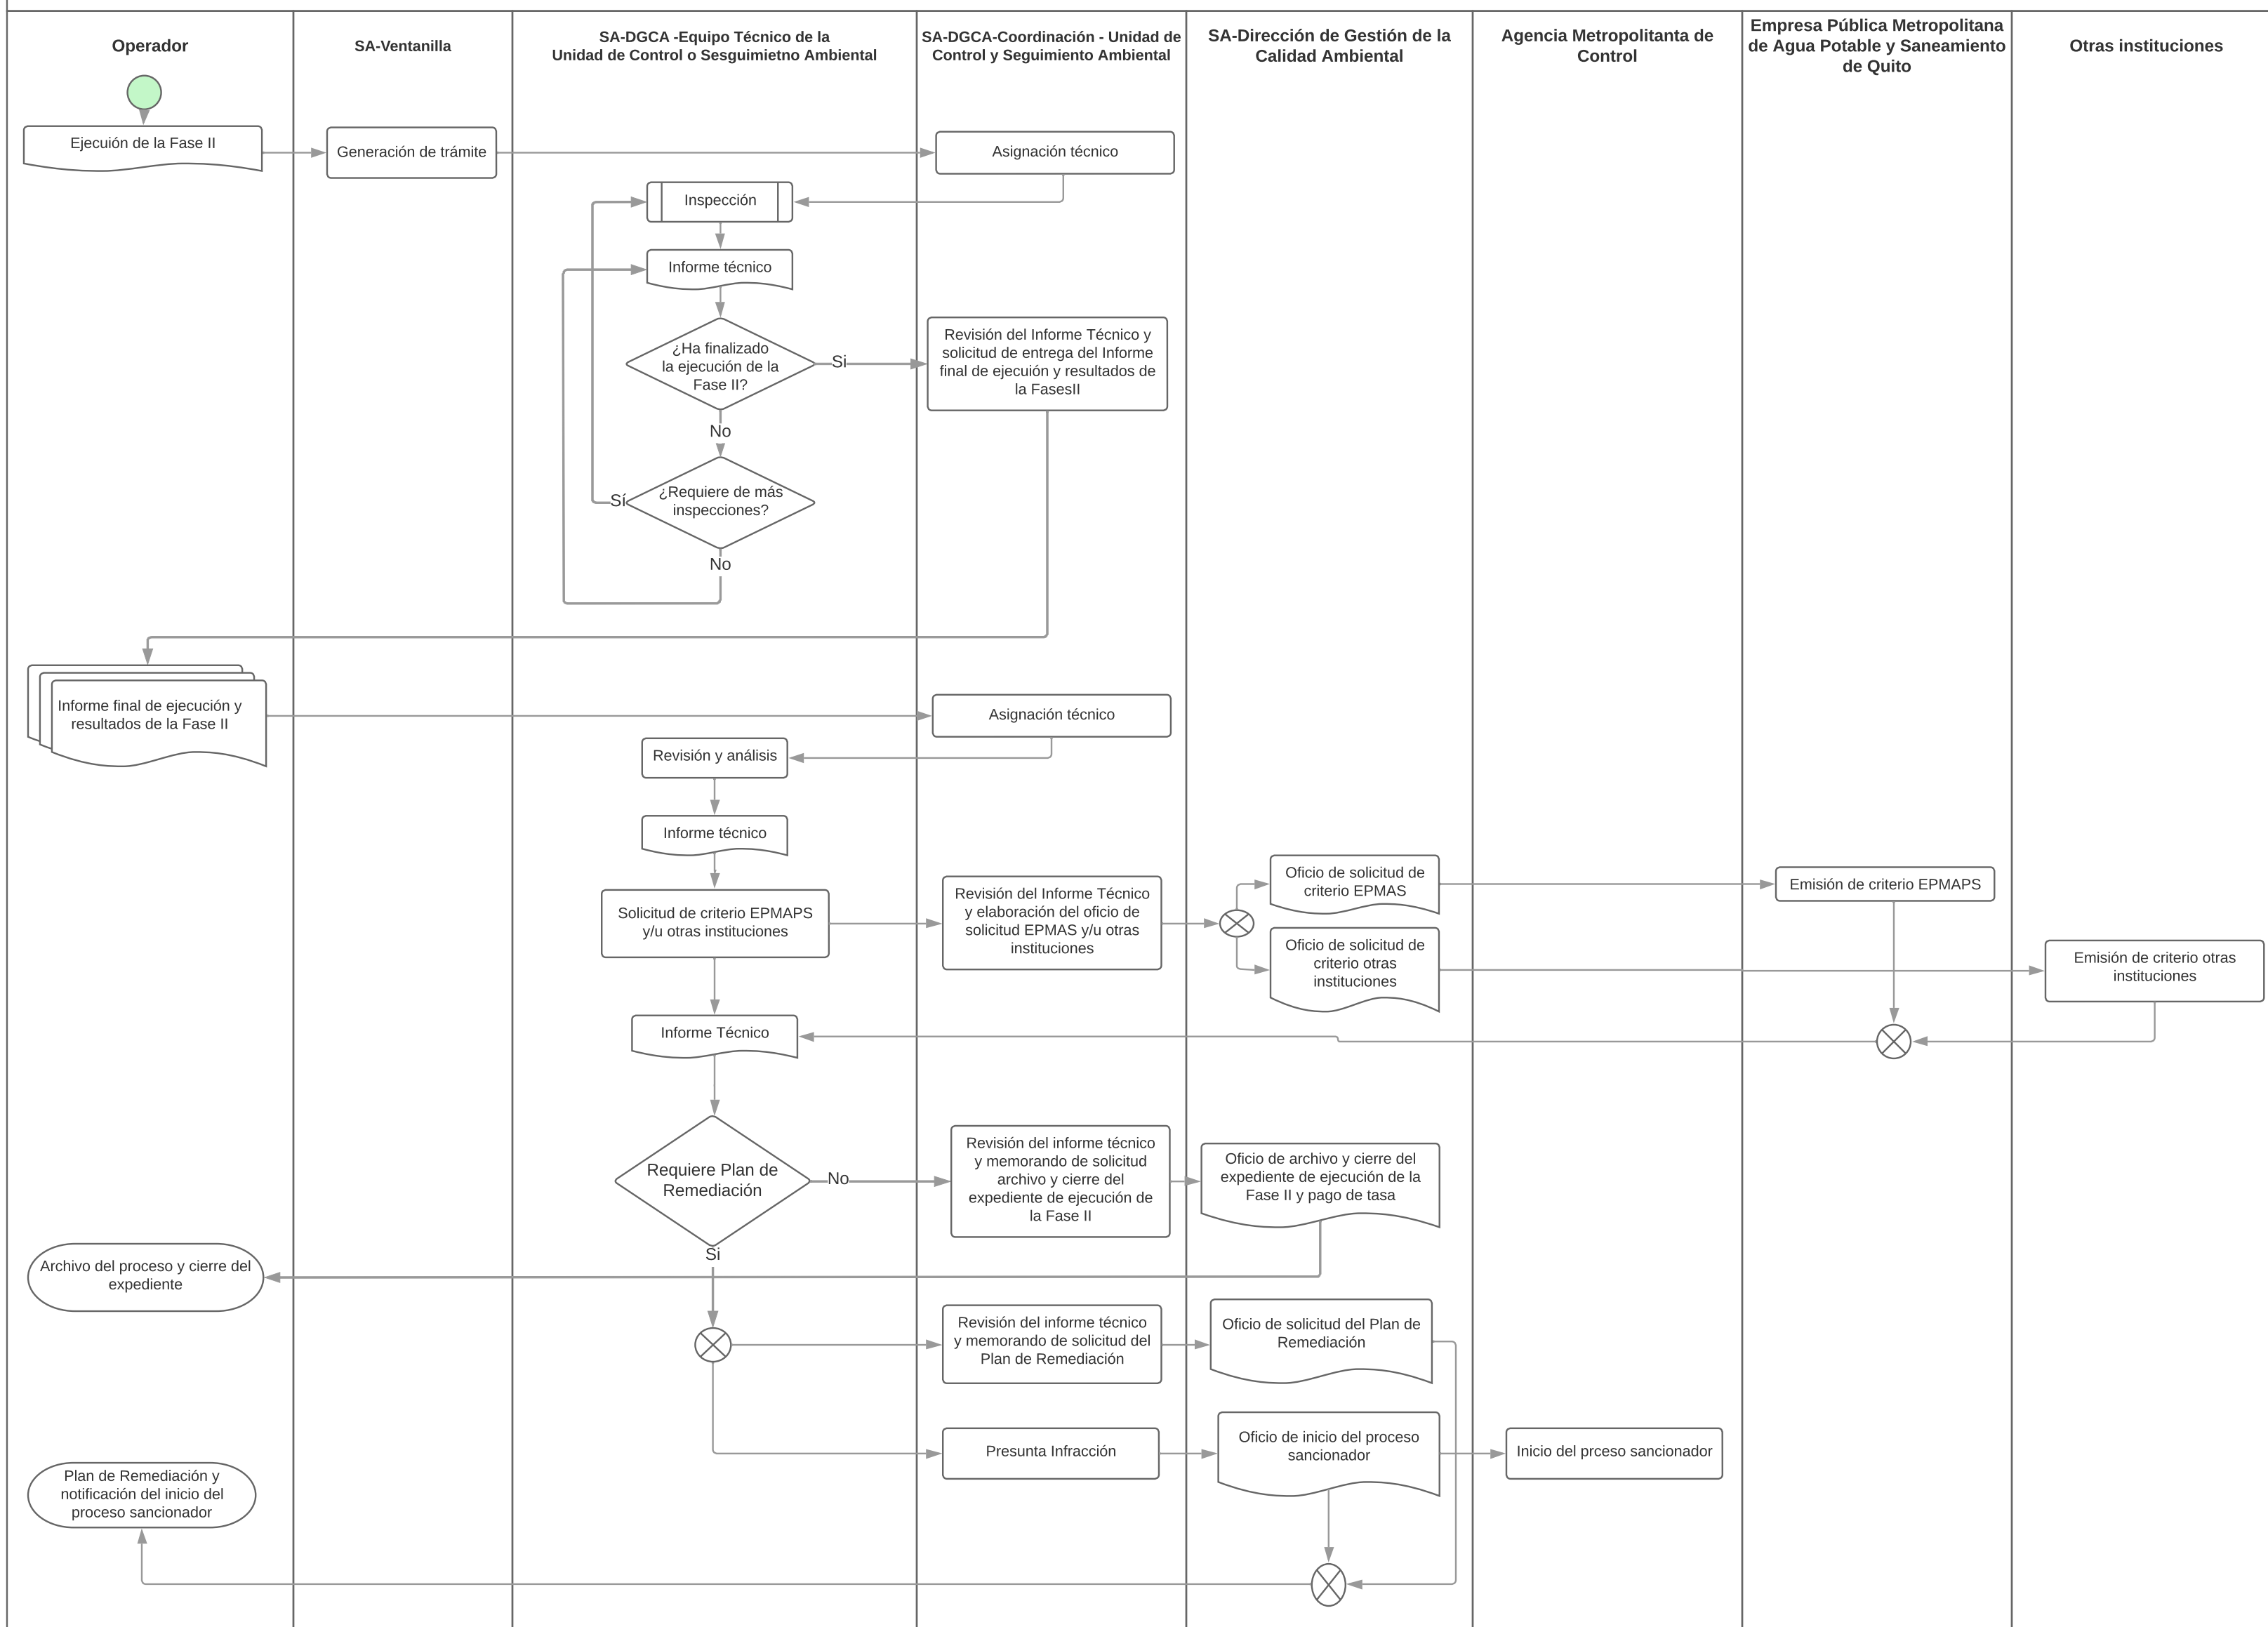 Operador
SA-Ventanilla
SA-DGCA -Equipo Técnico de la
Unidad de Control o Sesguimietno Ambiental
SA-DGCA-Coordinación - Unidad de
Control y Seguimiento Ambiental
SA-Dirección de Gestión de la
Calidad Ambiental
Agencia Metropolitanta de
Control
Empresa Pública Metropolitana
de Agua Potable y Saneamiento
de Quito
Otras instituciones
Ejecuión de la Fase II
Generación de trámite
Asignación técnico
Inspección
Informe técnico
¿Ha finalizado
la ejecución de la
Fase II?
Si
Revisión del Informe Técnico y
solicitud de entrega del Informe
final de ejecuión y resultados de
la FasesII
No
¿Requiere de más
inspecciones?
Sí
No
Informe final de ejecución y
resultados de la Fase II
Asignación técnico
Revisión y análisis
Informe técnico
Solicitud de criterio EPMAPS
y/u otras instituciones
Revisión del Informe Técnico
y elaboración del oficio de
solicitud EPMAS y/u otras
instituciones
Oficio de solicitud de
criterio EPMAS
Emisión de criterio EPMAPS
Oficio de solicitud de
criterio otras
instituciones
Emisión de criterio otras
instituciones
Informe Técnico
Requiere Plan de
Remediación
No
Revisión del informe técnico
y memorando de solicitud
archivo y cierre del
expediente de ejecución de
la Fase II
Oficio de archivo y cierre del
expediente de ejecución de la
Fase II y pago de tasa
Si
Archivo del proceso y cierre del
expediente
Revisión del informe técnico
y memorando de solicitud del
Plan de Remediación
Oficio de solicitud del Plan de
Remediación
Presunta Infracción
Oficio de inicio del proceso
sancionador
Inicio del prceso sancionador
Plan de Remediación y
notificación del inicio del
proceso sancionador